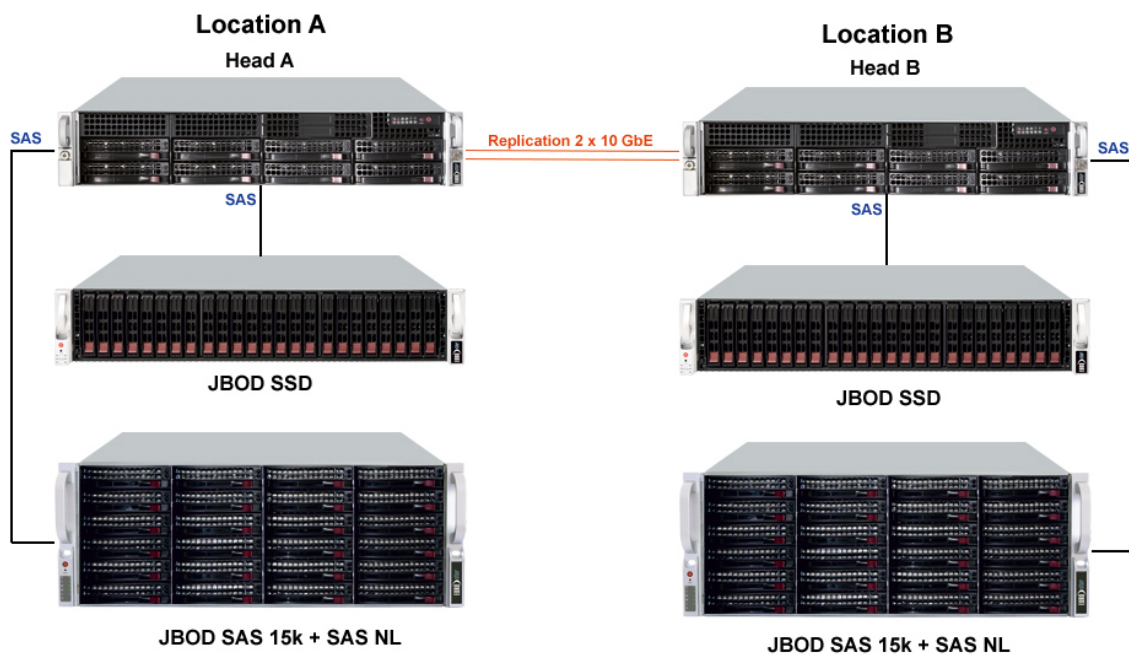 Location A
Head A
Location B
Head B
SAS
Replication 2 x 10 GbE
SAS
SAS
SAS
JBOD SSD
JBOD SSD
JBOD SAS 15k + SAS NL
JBOD SAS 15k + SAS NL